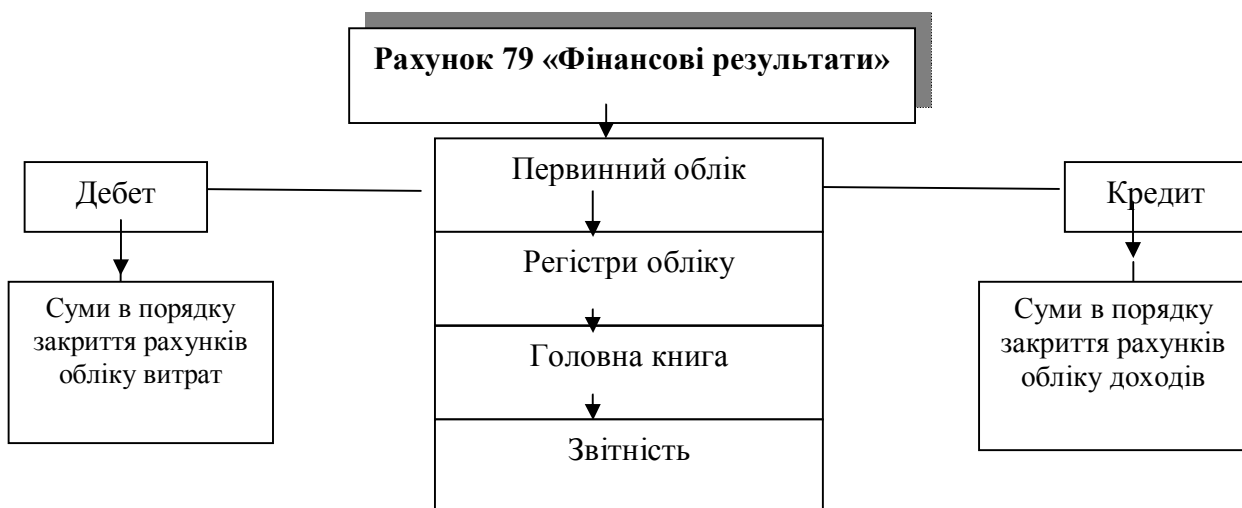 Рахунок 79 «Фінансові результати»
Первинний облік
Дебет
Кредит
Регістри обліку
Суми в порядку
закриття рахунків
обліку витрат
Суми в порядку
закриття рахунків
обліку доходів
Головна книга
Звітність